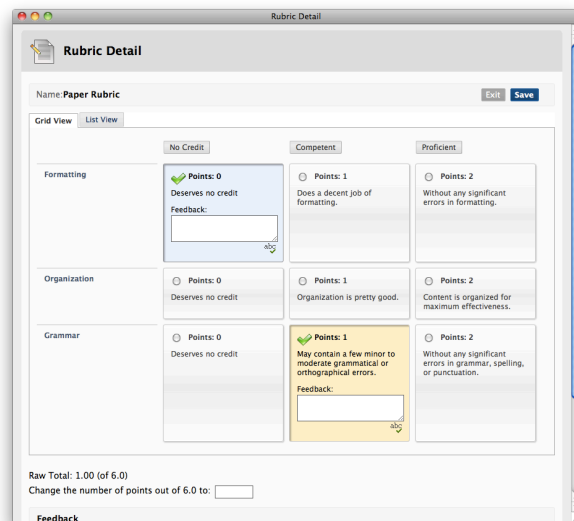 Rubric Detail
Rubric Detail
Name:Paper Rubric
Exit Save
Grid View List View
No Credit Competent Proficient
Formatting
Points: 0
Deserves no credit
Feedback:
abc
Points: 1
Does a decent job of
formatting.
Points: 2
Without any significant
errors in formatting.
Organization
Points: 0
Deserves no credit
Points: 1
Organization is pretty good.
Points: 2
Content is organized for
maximum effectiveness.
Grammar
Points: 0
Deserves no credit
Points: 1
May contain a few minor to
moderate grammatical or
orthographical errors.
Feedback:
abc
Points: 2
Without any significant
errors in grammar, spelling,
or punctuation.
Raw Total: 1.00 (of 6.0)
Change the number of points out of 6.0 to:
Feedback